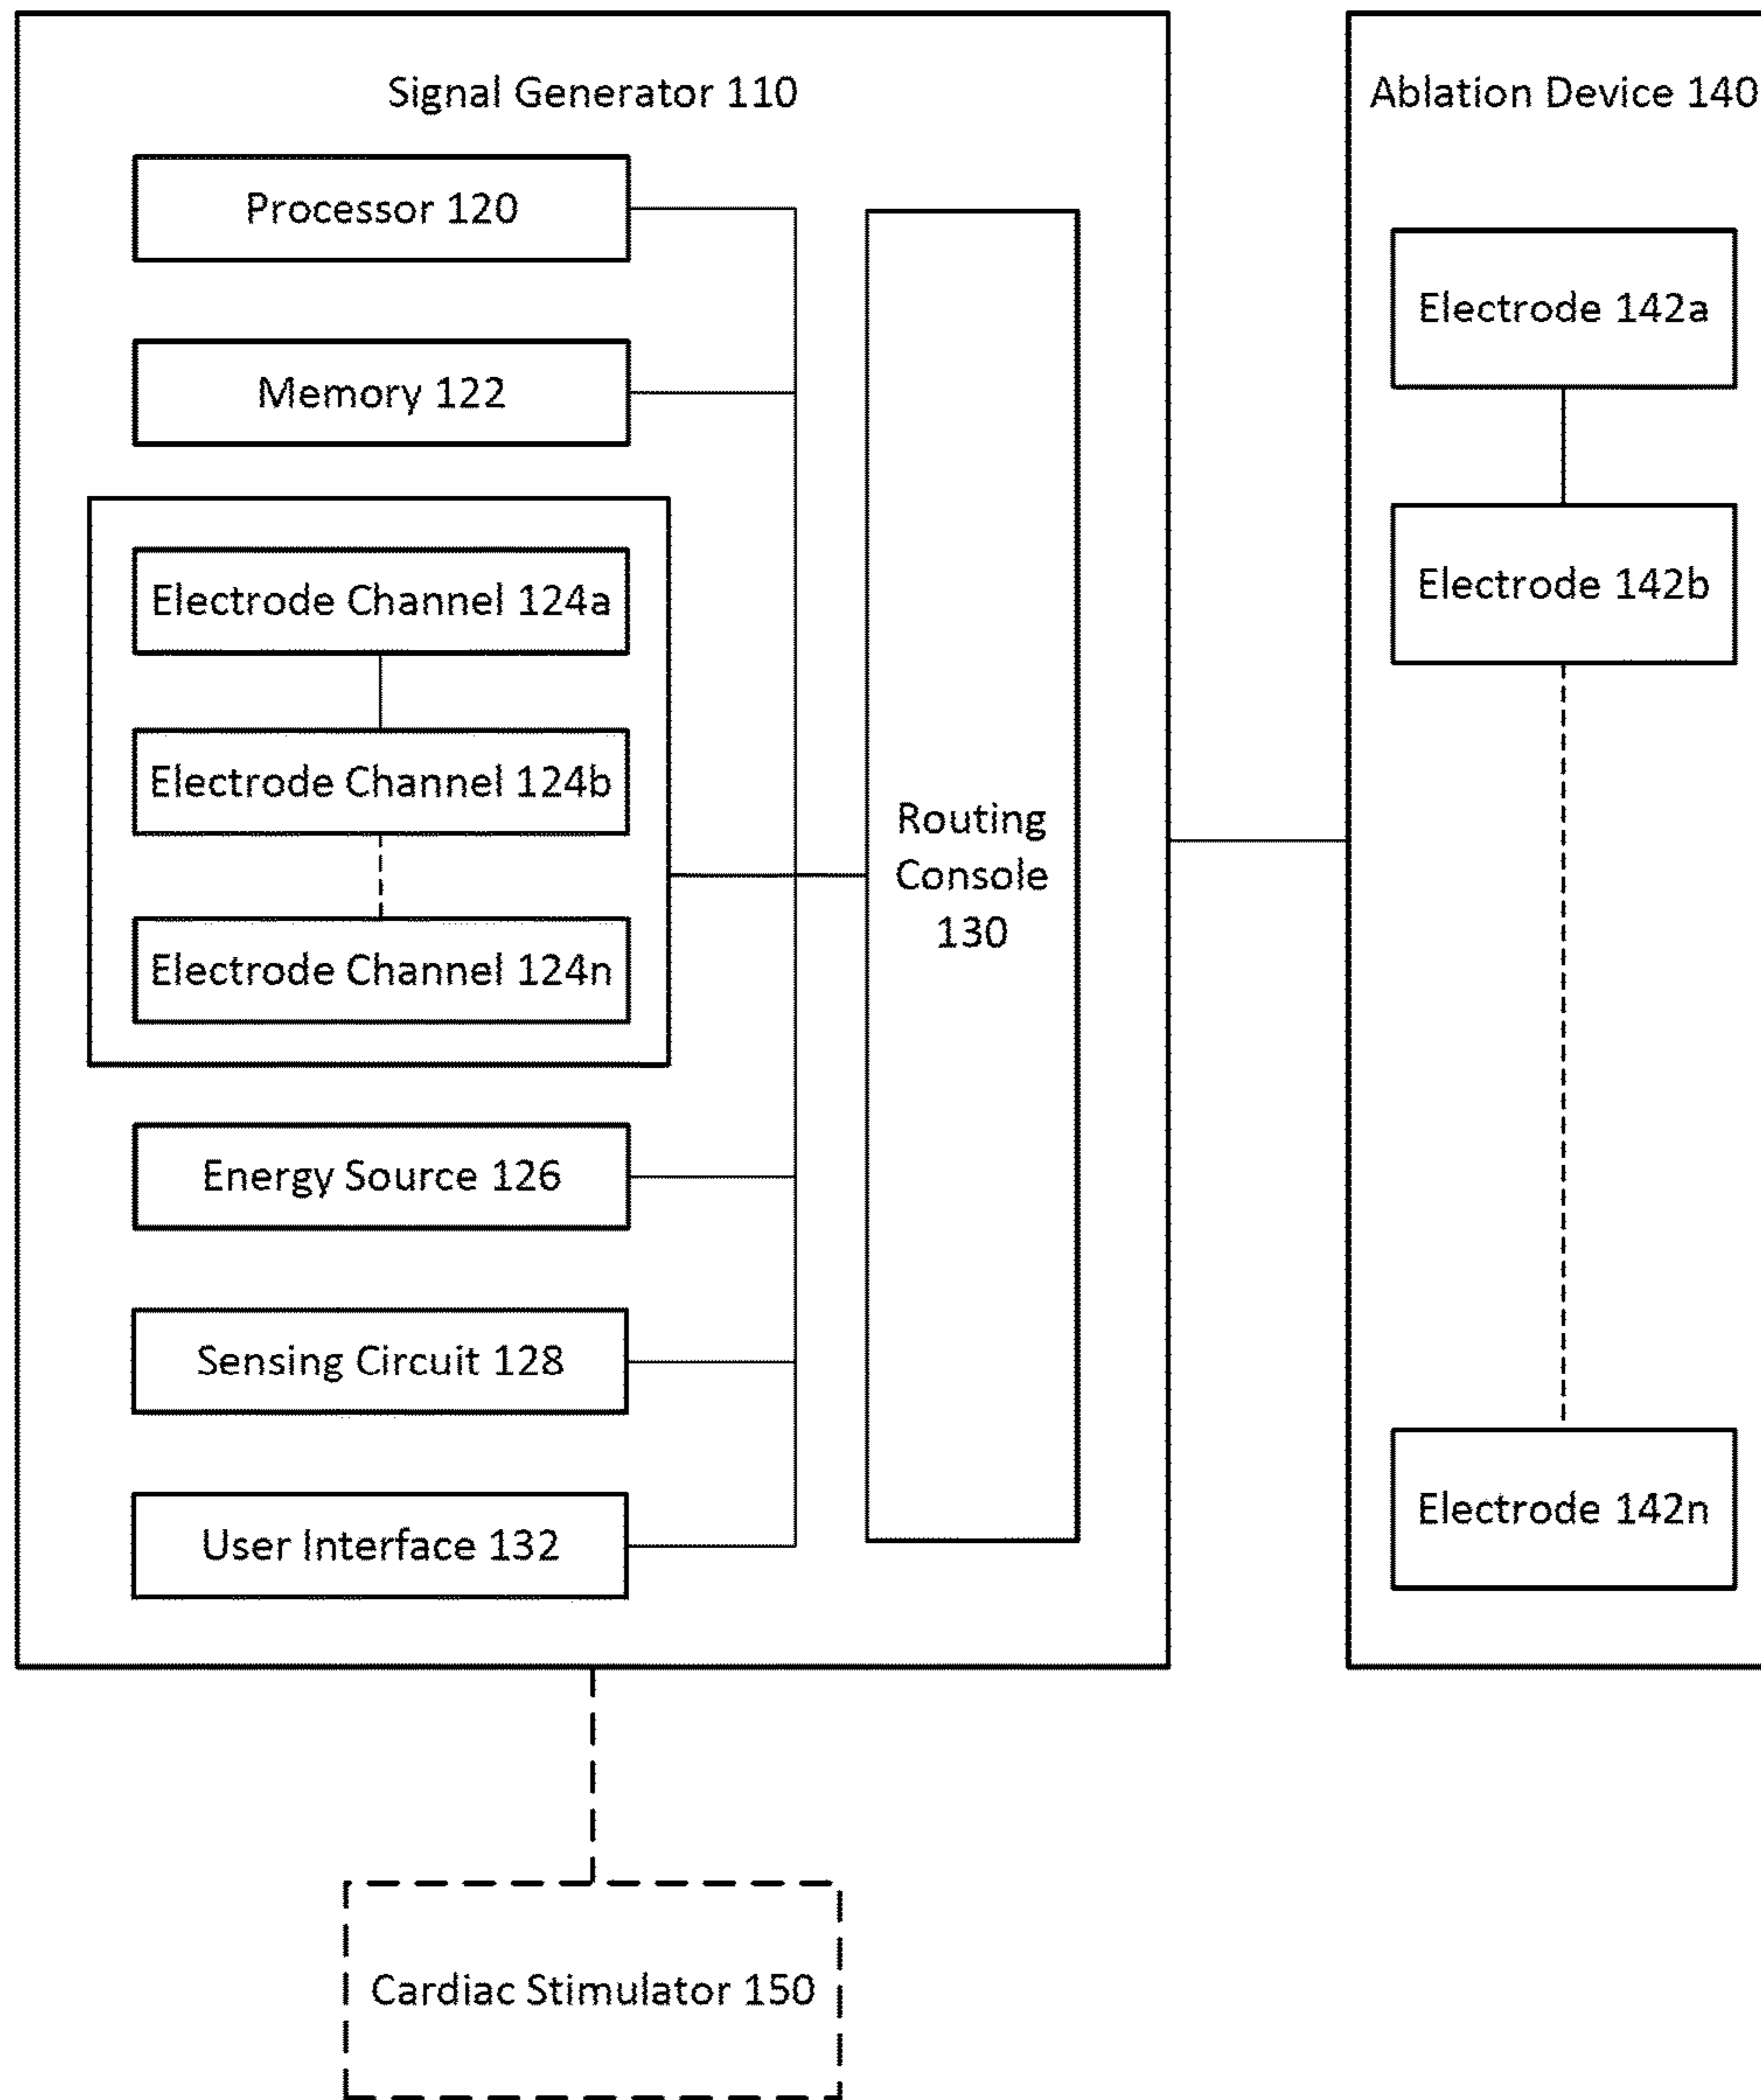 Signal Generator 110
Processor 120
Memory 122
Electrode Channel 124a
Electrode Channel 124b
Electrode Channel 124n
Energy Source 126
Sensing Circuit 128
User Interface 132
Routing
Console
130
Ablation Device 140
Electrode 142a
Electrode 142b
Electrode 142n
Cardiac Stimulator 150